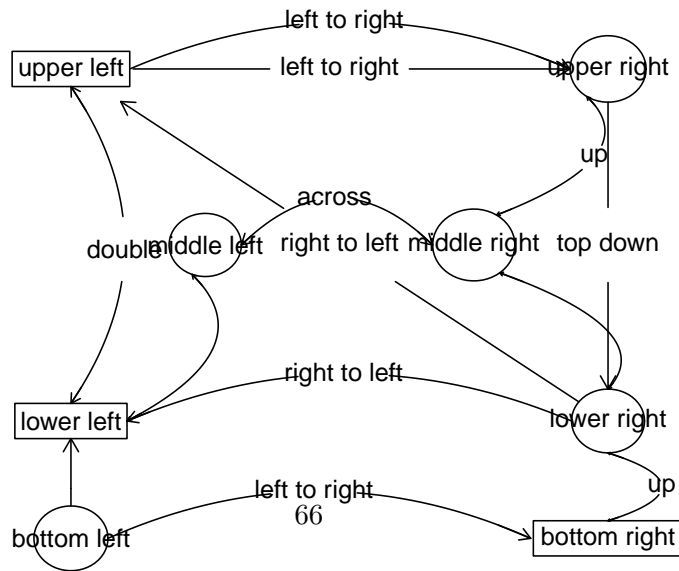 left to right
upper left
left to right
upper right
up
across
double
middle left
right to left
middle right
top down
right to left
lower left
lower right
left to right
up
66
bottom left
bottom right